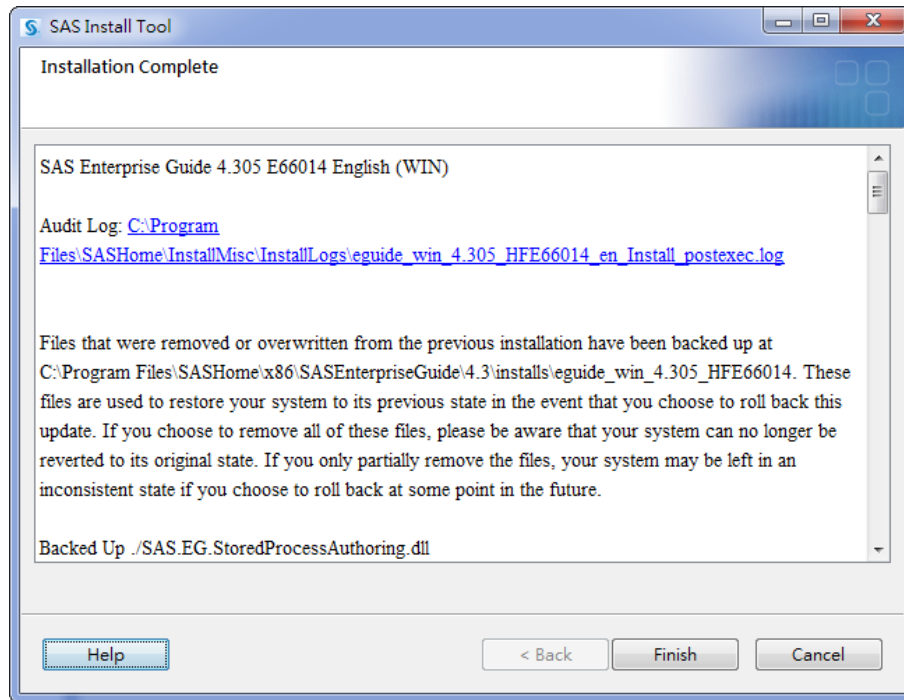 SAS Install Tool
Installation Complete
SAS Enterprise Guide 4.305 E66014 English (WIN)
Audit Log: C:\Program
Files\SASHome\InstallMisc\InstallLogs\eguide_win_4.305_HFE66014_en_Install_postexec.log
Files that were removed or overwritten from the previous installation have been backed up at
C:\Program Files\SASHome\x86\SASEnterpriseGuide\4.3\installs\eguide_win_4.305_HFE66014. These
files are used to restore your system to its previous state in the event that you choose to roll back this
update. If you choose to remove all of these files, please be aware that your system can no longer be
reverted to its original state. If you only partially remove the files, your system may be left in an
inconsistent state if you choose to roll back at some point in the future.
Backed Up ./SAS.EG.StoredProcessAuthoring.dll
Help
< Back
Finish
Cancel